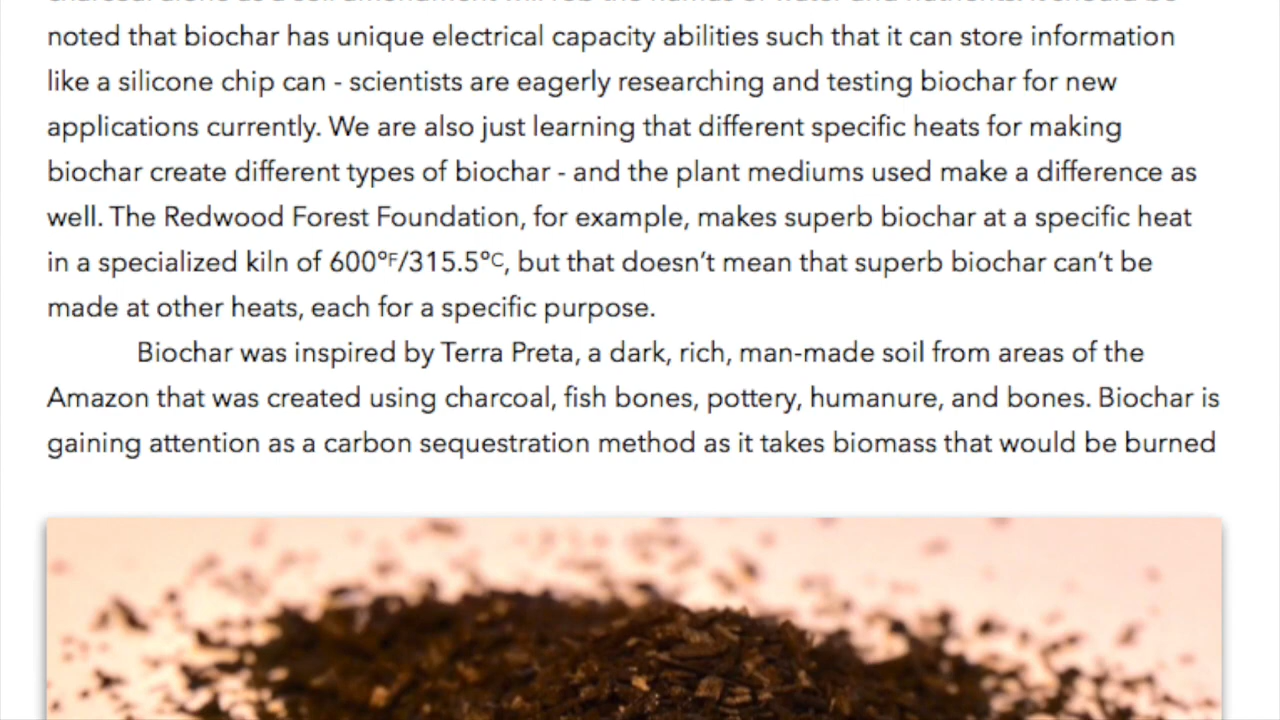 noted that biochar has unique electrical capacity abilities such that it can store information
like a silicone chip can - scientists are eagerly researching and testing biochar for new
applications currently. We are also just learning that different specific heats for making
biochar create different types of biochar - and the plant mediums used make a difference as
well. The Redwood Forest Foundation, for example, makes superb biochar at a specific heat
in a specialized kiln of 600°F/315.5°C, but that doesn’t mean that superb biochar can’t be
made at other heats, each for a specific purpose.
Biochar was inspired by Terra Preta, a dark, rich, man-made soil from areas of the
Amazon that was created using charcoal, fish bones, pottery, humanure, and bones. Biochar is
gaining attention as a carbon sequestration method as it takes biomass that would be burned